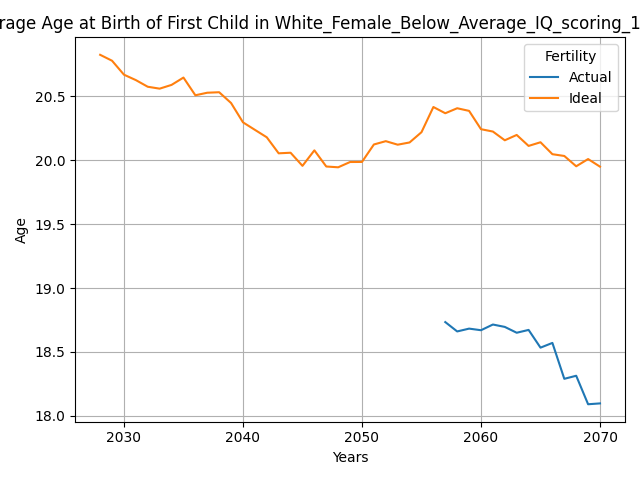 rage Age at Birth of First Child in White_Female_Below_Average_IQ_scoring_1
Fertility
Actual
Ideal
Age
20.5
20.0
19.5
19.0
18.5
18.0
2030 2040 2050 2060 2070
Years